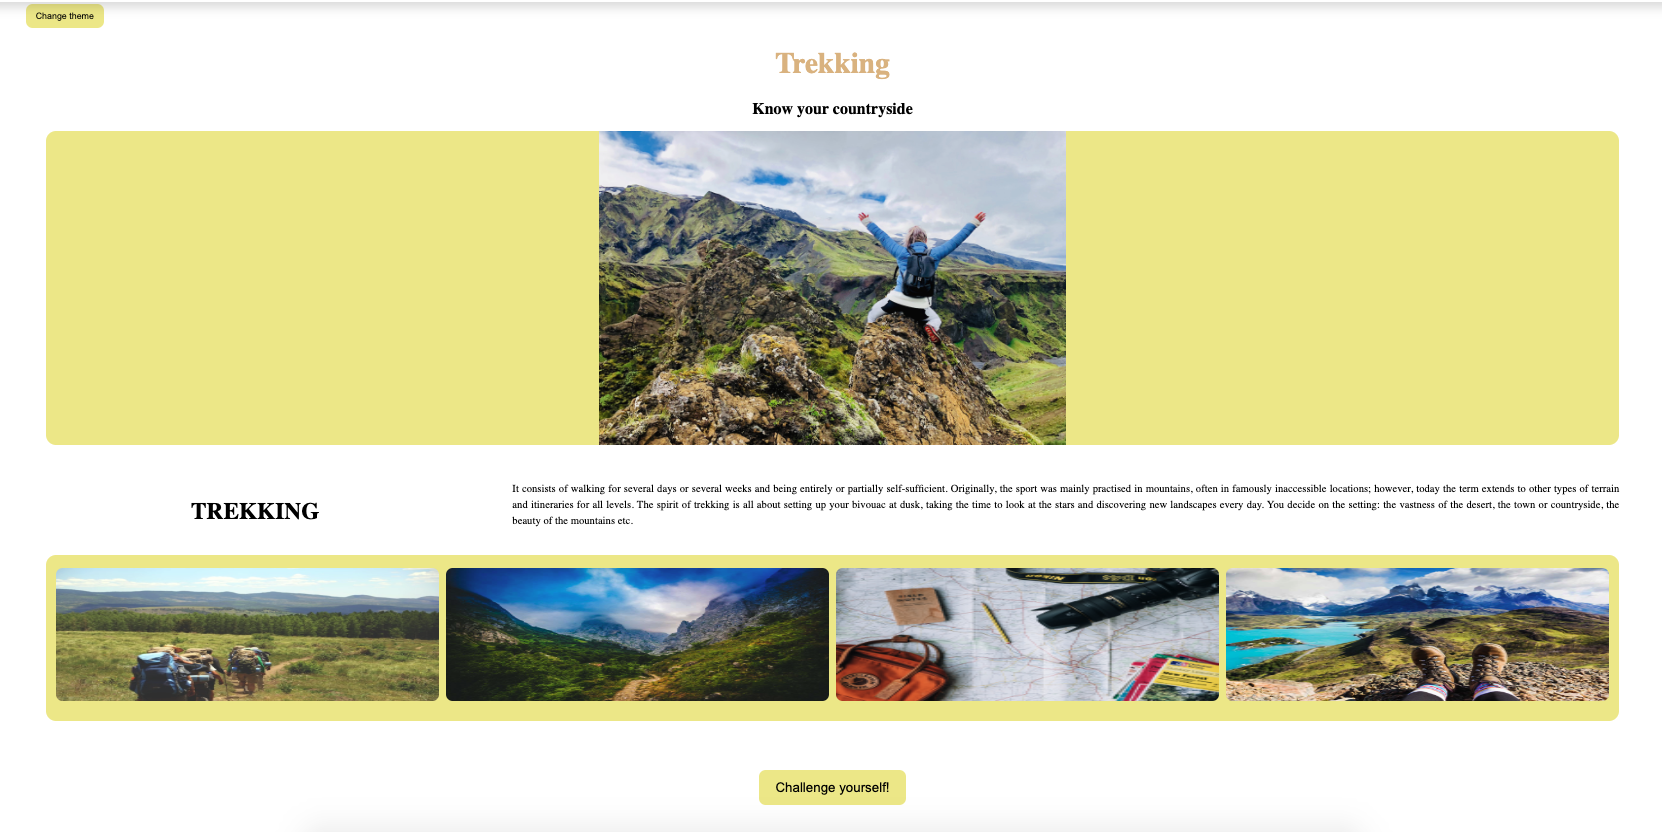 Change theme
Trekking
Know your countryside
TREKKING
It consists of walking for several days or several weeks and being entirely or partially self-sufficient. Originally, the sport was mainly practised in mountains, often in famously inaccessible locations; however, today the term extends to other types of terrain
and itineraries for all levels. The spirit of trekking is all about setting up your bivouac at dusk, taking the time to look at the stars and discovering new landscapes every day. You decide on the setting: the vastness of the desert, the town or countryside, the
beauty of the mountains etc.
NOTES
Nikon
Challenge yourself!